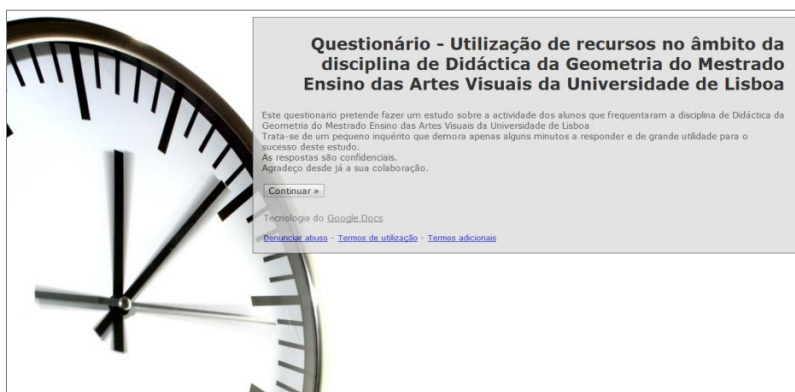 Questionário - Utilização de recursos no âmbito da
disciplina de Didáctica da Geometria do Mestrado
Ensino das Artes Visuais da Universidade de Lisboa
Este questionario pretende fazer um estudo sobre a actividade dos alunos que frequentaram a disciplina de Didáctica da
Geometria do Mestrado Ensino das Artes Visuais da Universidade de Lisboa
Trata-se de um pequeno inquérito que demora apenas alguns minutos a responder e de grande utilidade para o
sucesso deste estudo.
As respostas são confidenciais.
Agradeço desde já a sua colaboração.
Continuar »
Tecnologia do Google Docs
Denunciar abuso - Termos de utilização - Termos adicionais